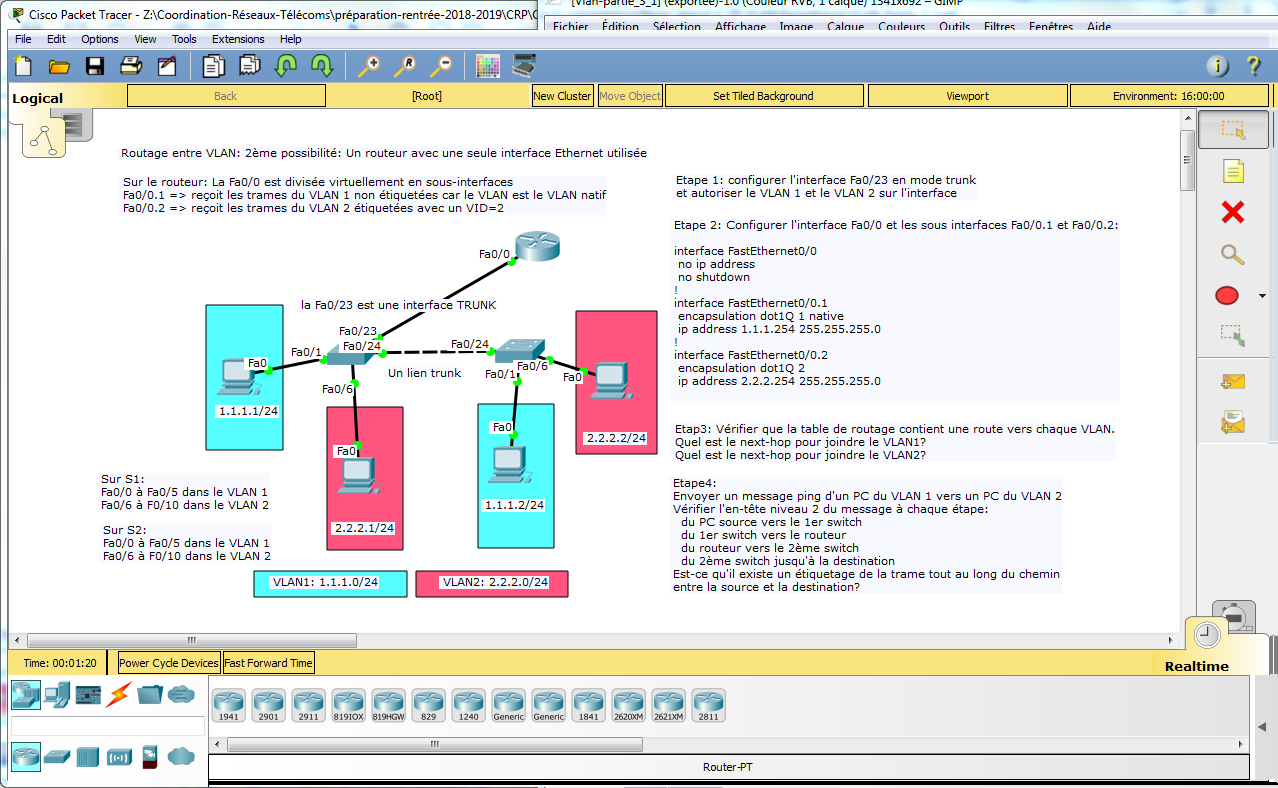 Cisco Packet Tracer - Z:\Coordination-Réseaux-Télécoms\préparation-rentrée-2018-2019\CRP\
[Vlan-partie_3_1] (exportée)-1.0 (Couleur RVB, 1 calque) 1341x692 – GIMP
Fichier Édition Sélection Affichage Image Calque Couleurs Outils Filtres Fenêtres Aide
File Edit Options View Tools Extensions Help
Logical
Back
[Root]
New Cluster
Move Object
Set Tiled Background
Viewport
Environment: 16:00:00
Routage entre VLAN: 2ème possibilité: Un routeur avec une seule interface Ethernet utilisée
Sur le routeur: La Fa0/0 est divisée virtuellement en sous-interfaces
Fa0/0.1 => reçoit les trames du VLAN 1 non étiquetées car le VLAN est le VLAN natif
Fa0/0.2 => reçoit les trames du VLAN 2 étiquetées avec un VID=2
Fa0/0
la Fa0/23 est une interface TRUNK
Fa0/23
Fa0/24
Fa0/24
Fa0/1
Fa0
Un lien trunk
Fa0/6
Fa0/1
Fa0/6
Fa0
1.1.1.1/24
2.2.2.2/24
Fa0
Fa0
2.2.2.1/24
1.1.1.2/24
Sur S1:
Fa0/0 à Fa0/5 dans le VLAN 1
Fa0/6 à F0/10 dans le VLAN 2
Sur S2:
Fa0/0 à Fa0/5 dans le VLAN 1
Fa0/6 à F0/10 dans le VLAN 2
VLAN1: 1.1.1.0/24
VLAN2: 2.2.2.0/24
Etape 1: configurer l'interface Fa0/23 en mode trunk
et autoriser le VLAN 1 et le VLAN 2 sur l'interface
Etape 2: Configurer l'interface Fa0/0 et les sous interfaces Fa0/0.1 et Fa0/0.2:
interface FastEthernet0/0
no ip address
no shutdown
!
interface FastEthernet0/0.1
encapsulation dot1Q 1 native
ip address 1.1.1.254 255.255.255.0
!
interface FastEthernet0/0.2
encapsulation dot1Q 2
ip address 2.2.2.254 255.255.255.0
Etap3: Vérifier que la table de routage contient une route vers chaque VLAN.
Quel est le next-hop pour joindre le VLAN1?
Quel est le next-hop pour joindre le VLAN2?
Etape4:
Envoyer un message ping d'un PC du VLAN 1 vers un PC du VLAN 2
Vérifier l'en-tête niveau 2 du message à chaque étape:
du PC source vers le 1er switch
du 1er switch vers le routeur
du routeur vers le 2ème switch
du 2ème switch jusqu'à la destination
Est-ce qu'il existe un étiquetage de la trame tout au long du chemin
entre la source et la destination?
Time: 00:01:20
Power Cycle Devices
Fast Forward Time
Realtime
1941 2901 2911 819IOX 819HGW 829 1240 Generic Generic 1841 2620XM 2621XM 2811
Router-PT